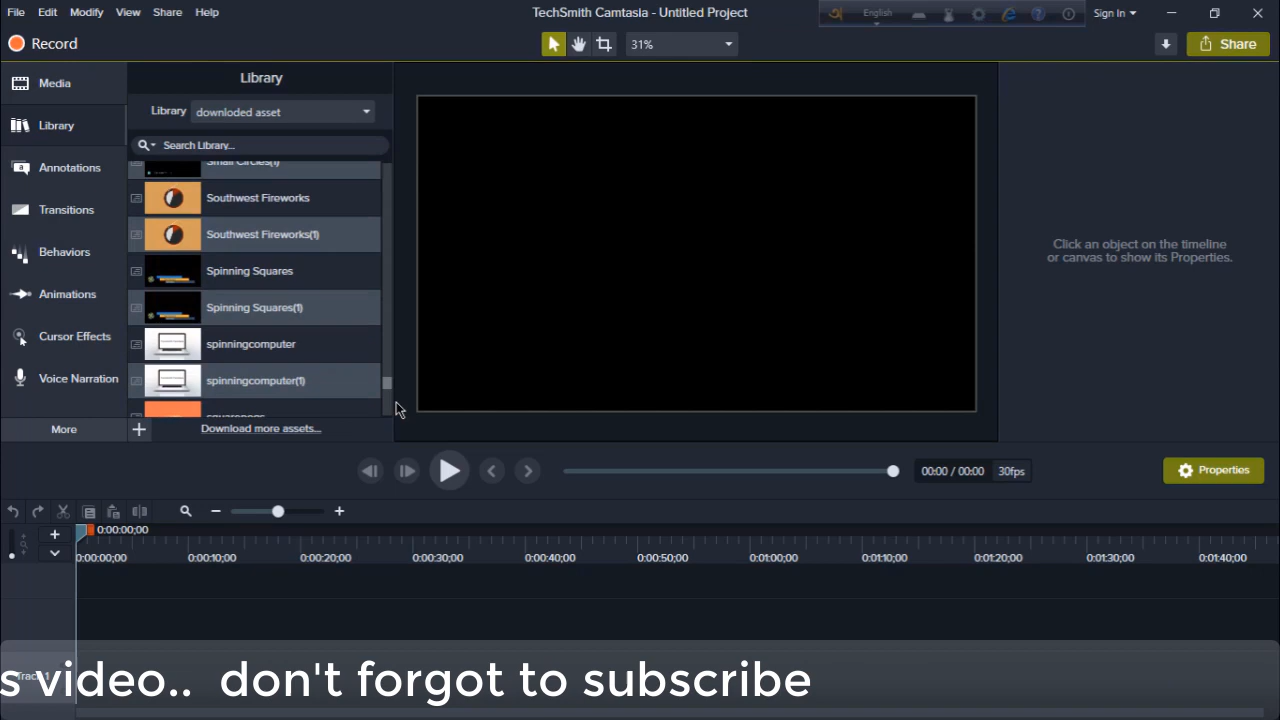 File Edit Modify View Share Help
TechSmith Camtasia - Untitled Project
English
Sign In
Record
31%
Share
Media
Library
Annotations
Transitions
Behaviors
Animations
Cursor Effects
Voice Narration
More
Library
Library downloded asset
Search Library...
Small Circles(1)
Southwest Fireworks
Southwest Fireworks(1)
Spinning Squares
Spinning Squares(1)
spinningcomputer
spinningcomputer(1)
Download more assets...
Click an object on the timeline
or canvas to show its Properties.
00:00 / 00:00 30fps
Properties
0:00:00;00
0:00:00;00 0:00:10;00 0:00:20;00 0:00:30;00 0:00:40;00 0:00:50;00 0:01:00;00 0:01:10;00 0:01:20;00 0:01:30;00 0:01:40;00
Track 1
s video.. don't forgot to subscribe